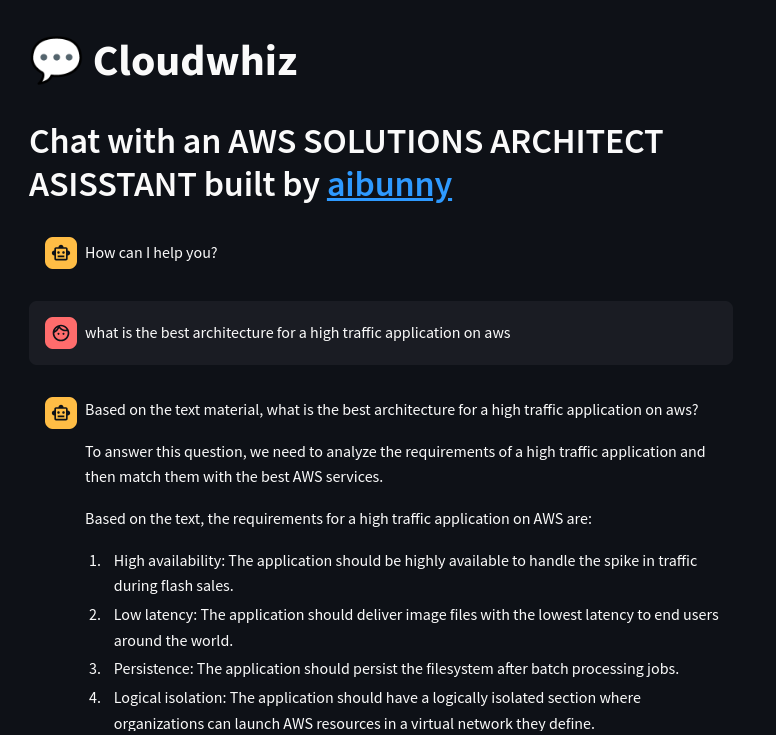 Cloudwhiz
Chat with an AWS SOLUTIONS ARCHITECT
ASISSTANT built by aibunny
How can I help you?
what is the best architecture for a high traffic application on aws
Based on the text material, what is the best architecture for a high traffic application on aws?
To answer this question, we need to analyze the requirements of a high traffic application and
then match them with the best AWS services.
Based on the text, the requirements for a high traffic application on AWS are:
1. High availability: The application should be highly available to handle the spike in traffic
during flash sales.
2. Low latency: The application should deliver image files with the lowest latency to end users
around the world.
3. Persistence: The application should persist the filesystem after batch processing jobs.
4. Logical isolation: The application should have a logically isolated section where
organizations can launch AWS resources in a virtual network they define.